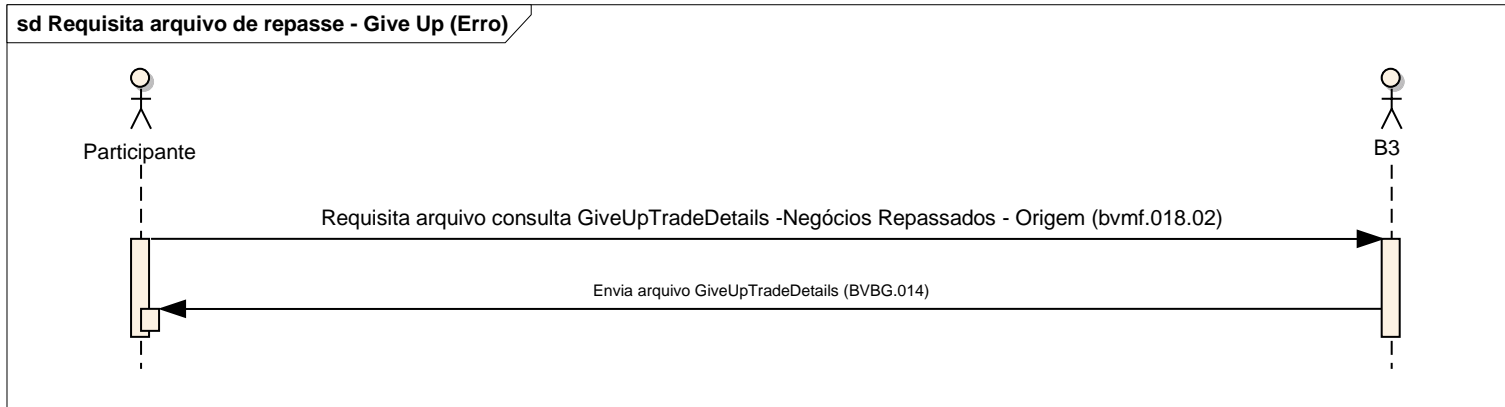 sd Requisita arquivo de repasse - Give Up (Erro)
Participante
B3
Requisita arquivo consulta GiveUpTradeDetails -Negócios Repassados - Origem (bvmf.018.02)
Envia arquivo GiveUpTradeDetails (BVBG.014)